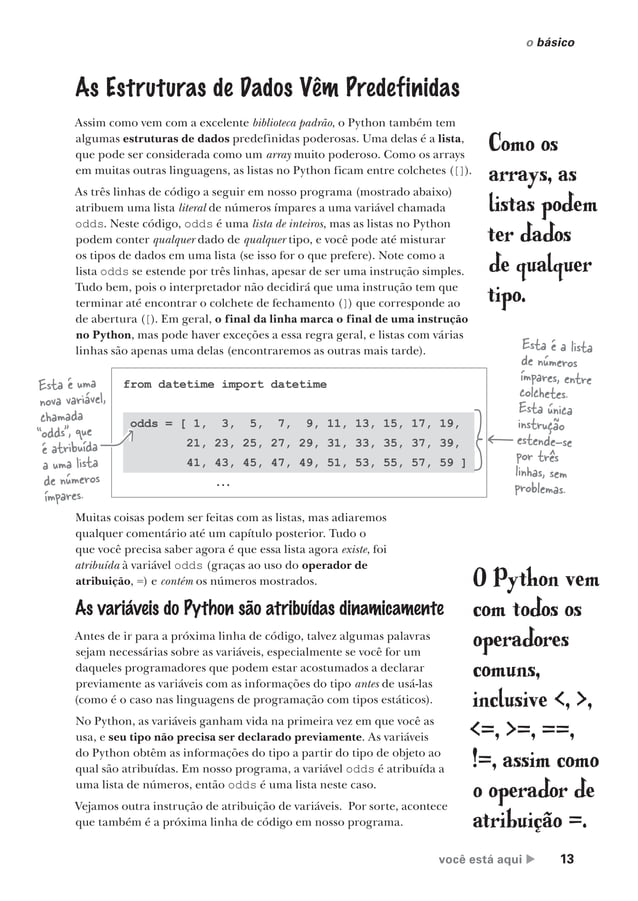 o básico
As Estruturas de Dados Vêm Predefinidas
Assim como vem com a excelente biblioteca padrão, o Python também tem
algumas estruturas de dados predefinidas poderosas. Uma delas é a lista,
que pode ser considerada como um array muito poderoso. Como os arrays
em muitas outras linguagens, as listas no Python ficam entre colchetes ([]).
As três linhas de código a seguir em nosso programa (mostrado abaixo)
atribuem uma lista literal de números ímpares a uma variável chamada
odds. Neste código, odds é uma lista de inteiros, mas as listas no Python
podem conter qualquer dado de qualquer tipo, e você pode até misturar
os tipos de dados em uma lista (se isso for o que prefere). Note como a
lista odds se estende por três linhas, apesar de ser uma instrução simples.
Tudo bem, pois o interpretador não decidirá que uma instrução tem que
terminar até encontrar o colchete de fechamento (]) que corresponde ao
de abertura ([). Em geral, o final da linha marca o final de uma instrução
no Python, mas pode haver exceções a essa regra geral, e listas com várias
linhas são apenas uma delas (encontraremos as outras mais tarde).
Como os
arrays, as
listas podem
ter dados
de qualquer
tipo.
Esta é uma
nova variável,
chamada
"odds", que
é atribuída
a uma lista
de números
ímpares.
from datetime import datetime
odds = [ 1, 3, 5, 7, 9, 11, 13, 15, 17, 19,
21, 23, 25, 27, 29, 31, 33, 35, 37, 39,
41, 43, 45, 47, 49, 51, 53, 55, 57, 59 ]
...
Esta é a lista
de números
ímpares, entre
colchetes.
Esta única
instrução
estende-se
por três
linhas, sem
problemas.
Muitas coisas podem ser feitas com as listas, mas adiaremos
qualquer comentário até um capítulo posterior. Tudo o
que você precisa saber agora é que essa lista agora existe, foi
atribuída à variável odds (graças ao uso do operador de
atribuição, =) e contém os números mostrados.
As variáveis do Python são atribuídas dinamicamente
Antes de ir para a próxima linha de código, talvez algumas palavras
sejam necessárias sobre as variáveis, especialmente se você for um
daqueles programadores que podem estar acostumados a declarar
previamente as variáveis com as informações do tipo antes de usá-las
(como é o caso nas linguagens de programação com tipos estáticos).
No Python, as variáveis ganham vida na primeira vez em que você as
usa, e seu tipo não precisa ser declarado previamente. As variáveis
do Python obtêm as informações do tipo a partir do tipo de objeto ao
qual são atribuídas. Em nosso programa, a variável odds é atribuída a
uma lista de números, então odds é uma lista neste caso.
Vejamos outra instrução de atribuição de variáveis. Por sorte, acontece
que também é a próxima linha de código em nosso programa.
O Python vem
com todos os
operadores
comuns,
inclusive <, >,
<=, >=, ==,
!=, assim como
o operador de
atribuição =.
você está aqui ▶ 13